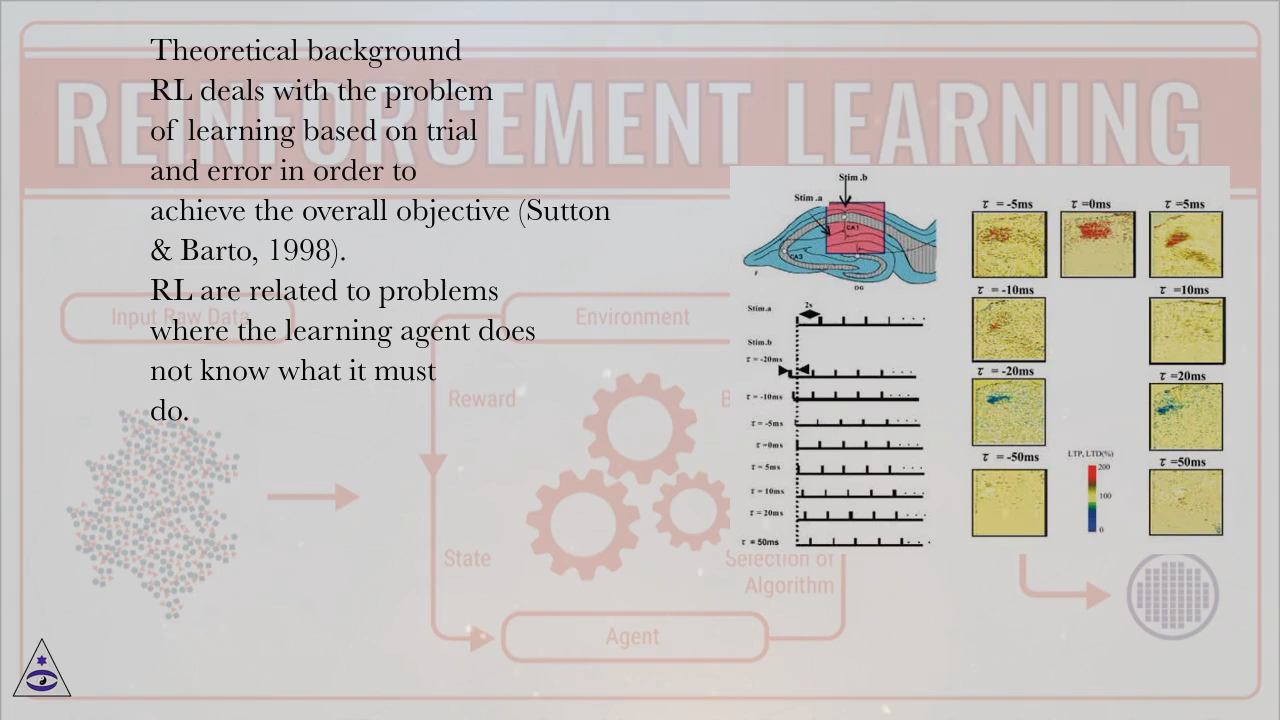 Theoretical background
RL deals with the problem
of learning based on trial
and error in order to
achieve the overall objective (Sutton
& Barto, 1998).
RL are related to problems
where the learning agent does
not know what it must
do.
REINFORCEMENT LEARNING
Input Raw Data
Environment
Reward
State
Selection of
Algorithm
Agent
Stim.b
Stim.a
CA1
CA3
DG
Stim.a
2s
Stim.b
τ = -20ms
τ = -10ms
τ = -5ms
τ =0ms
τ = 5ms
τ = 10ms
τ = 20ms
τ = 50ms
τ = -5ms
τ =0ms
τ =5ms
τ = -10ms
τ =10ms
τ = -20ms
τ =20ms
τ = -50ms
LTP, LTD(%)
200
100
0
τ =50ms